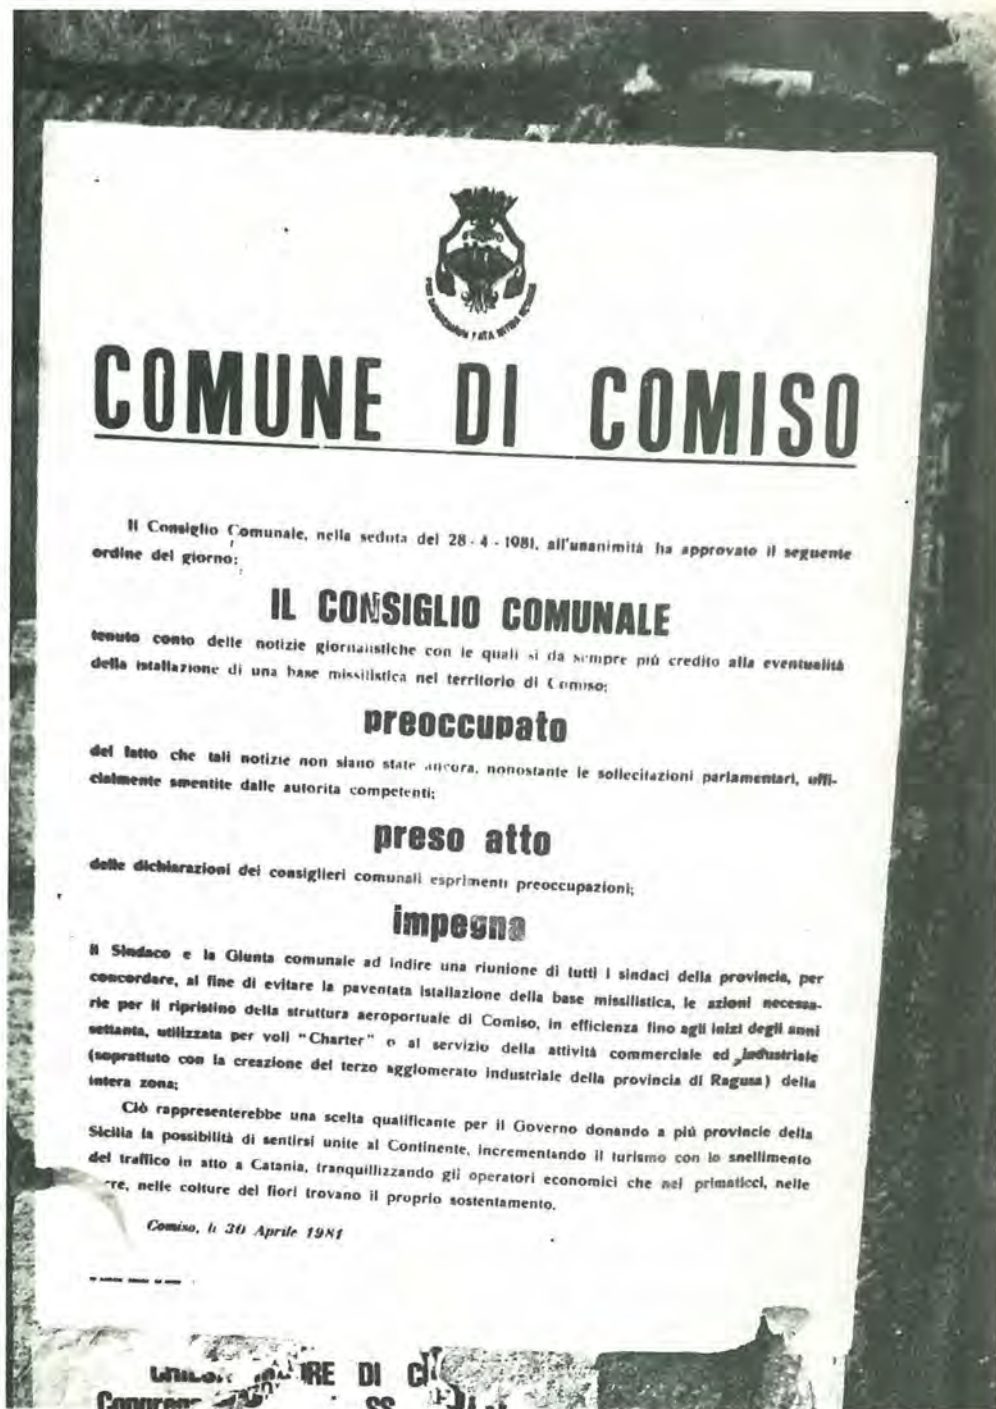 COMUNE DI COMISO
Il Consiglio Comunale, nella seduta del 28 - 4 - 1981, all'unanimità ha approvato il seguente
ordine del giorno:
IL CONSIGLIO COMUNALE
tenuto conto delle notizie giornalistiche con le quali si da sempre più credito alla eventualità
della istallazione di una base missilistica nel territorio di Comiso;
preoccupato
del fatto che tali notizie non siano state ancora, nonostante le sollecitazioni parlamentari, uffi-
cialmente smentite dalle autorita competenti;
preso atto
delle dichiarazioni dei consiglieri comunali esprimenti preoccupazioni;
impegna
il Sindaco e la Giunta comunale ad indire una riunione di tutti i sindaci della provincia, per
concordare, al fine di evitare la paventata istallazione della base missilistica, le azioni necessa-
rie per il ripristino della struttura aeroportuale di Comiso, in efficienza fino agli inizi degli anni
settanta, utilizzata per voli "Charter" o al servizio della attività commerciale ed industriale
(soprattuto con la creazione del terzo agglomerato industriale della provincia di Ragusa) della
intera zona;
Ciò rappresenterebbe una scelta qualificante per il Governo donando a più provincie della
Sicilia la possibilità di sentirsi unite al Continente, incrementando il turismo con lo snellimento
del traffico in atto a Catania, tranquillizzando gli operatori economici che nei primaticci, nelle
nelle colture dei fiori trovano il proprio sostentamento.
Comiso, li 30 Aprile 1981
DI